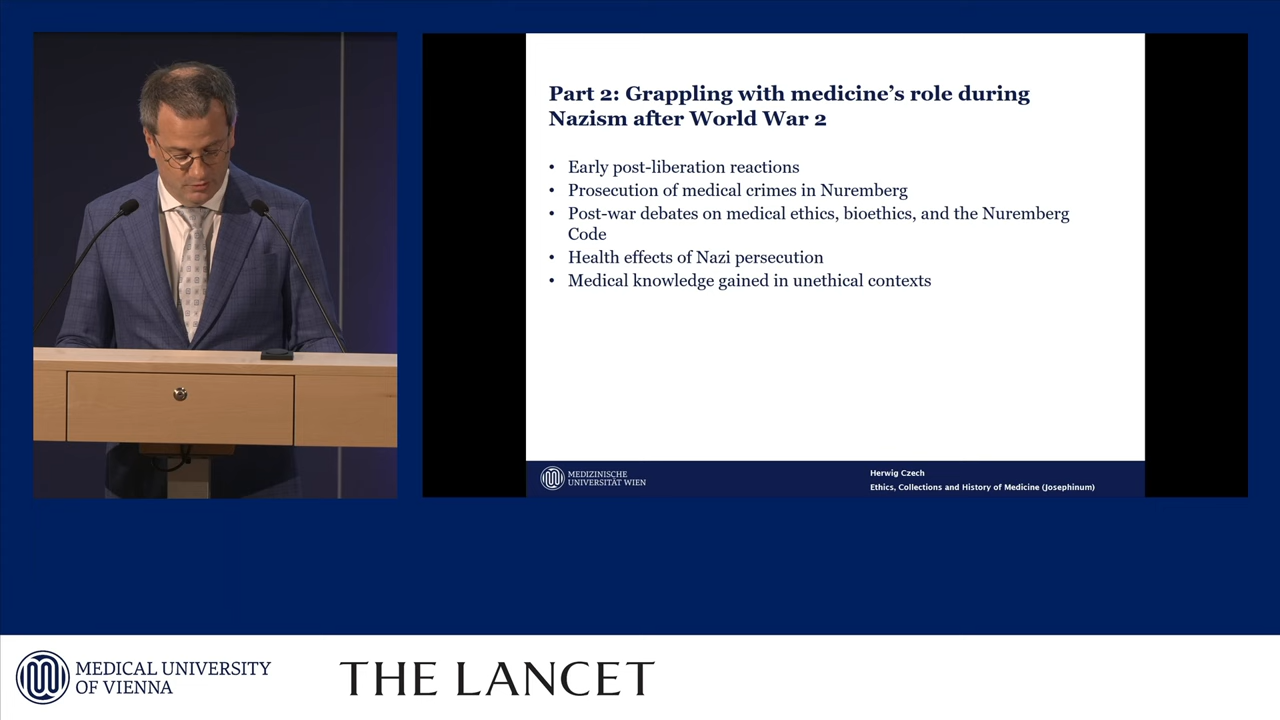 Part 2: Grappling with medicine’s role during
Nazism after World War 2
• Early post-liberation reactions
• Prosecution of medical crimes in Nuremberg
• Post-war debates on medical ethics, bioethics, and the Nuremberg
Code
• Health effects of Nazi persecution
• Medical knowledge gained in unethical contexts
MEDIZINISCHE
UNIVERSITÄT WIEN
Herwig Czech
Ethics, Collections and History of Medicine (Josephinum)
MEDICAL UNIVERSITY
OF VIENNA
THE LANCET